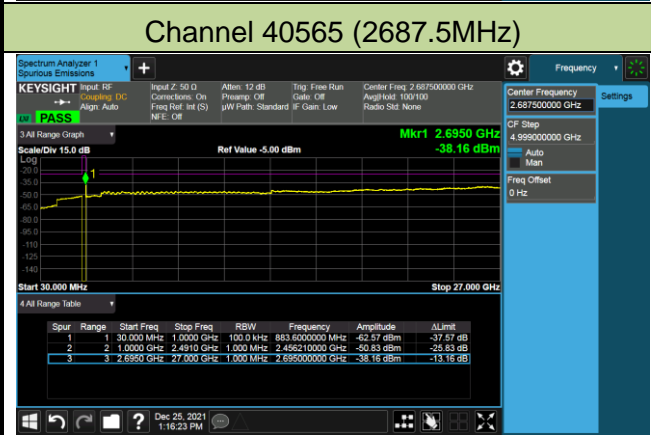 Channel 40565 (2687.5MHz)
Spectrum Analyzer 1
Spurious Emissions
+
Frequency
KEYSIGHT Input: RF Input Z: 50 Ω Atten: 12 dB Trig: Free Run Center Freq: 2.687500000 GHz
Coupling: DC Corrections: On Preamp: Off Gate: Off Avg|Hold: 100/100
Align: Auto Freq Ref: Int (S) µW Path: Standard IF Gain: Low Radio Std: None
NFE: Off
PASS
Center Frequency
2.687500000 GHz
Settings
CF Step
4.999000000 GHz
Auto
Man
Freq Offset
0 Hz
3 All Range Graph
Mkr1 2.6950 GHz
Scale/Div 15.0 dB Ref Value -5.00 dBm -38.16 dBm
Log
-20.0
-35.0
-50.0
-65.0
-80.0
-95.0
-110
-125
-140
1
Start 30.000 MHz Stop 27.000 GHz
4 All Range Table
Spur Range Start Freq Stop Freq RBW Frequency Amplitude ΔLimit
1 1 30.000 MHz 1.0000 GHz 100.0 kHz 883.6000000 MHz -62.57 dBm -37.57 dB
2 2 1.0000 GHz 2.4910 GHz 1.000 MHz 2.456210000 GHz -50.83 dBm -25.83 dB
3 3 2.6950 GHz 27.000 GHz 1.000 MHz 2.695000000 GHz -38.16 dBm -13.16 dB
? Dec 25, 2021
1:16:23 PM